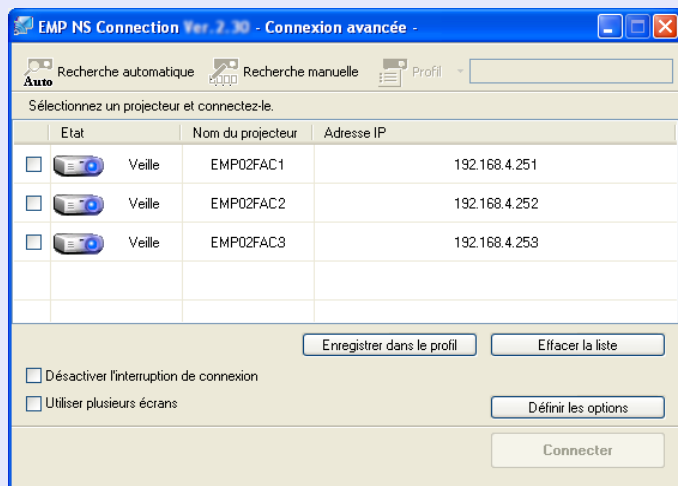 EMP NS Connection Ver.2.30 - Connexion avancée -
Auto Recherche automatique Recherche manuelle Profil
Sélectionnez un projecteur et connectez-le.
Etat Nom du projecteur Adresse IP
Veille EMP02FAC1 192.168.4.251
Veille EMP02FAC2 192.168.4.252
Veille EMP02FAC3 192.168.4.253
Enregistrer dans le profil Effacer la liste
Désactiver l'interruption de connexion
Utiliser plusieurs écrans Définir les options
Connecter